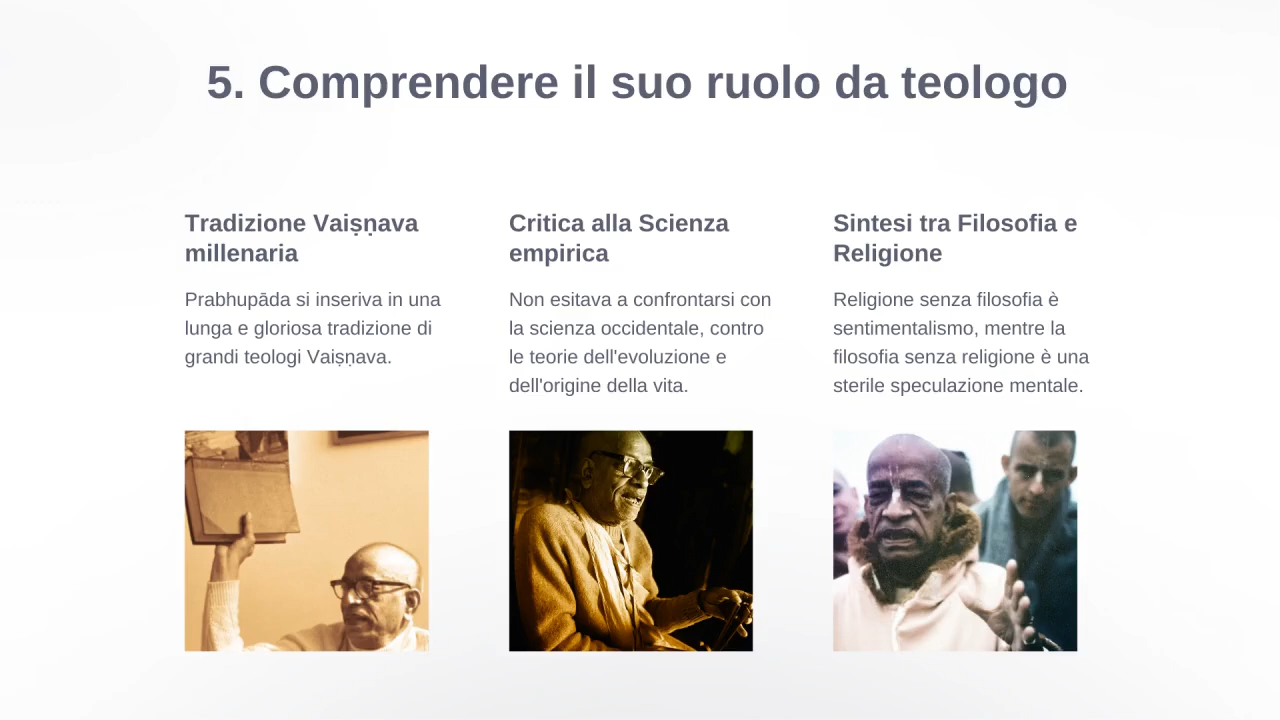 5. Comprendere il suo ruolo da teologo
Tradizione Vaiṣṇava
millenaria
Prabhupāda si inseriva in una
lunga e gloriosa tradizione di
grandi teologi Vaiṣṇava.
Critica alla Scienza
empirica
Non esitava a confrontarsi con
la scienza occidentale, contro
le teorie dell'evoluzione e
dell'origine della vita.
Sintesi tra Filosofia e
Religione
Religione senza filosofia è
sentimentalismo, mentre la
filosofia senza religione è una
sterile speculazione mentale.